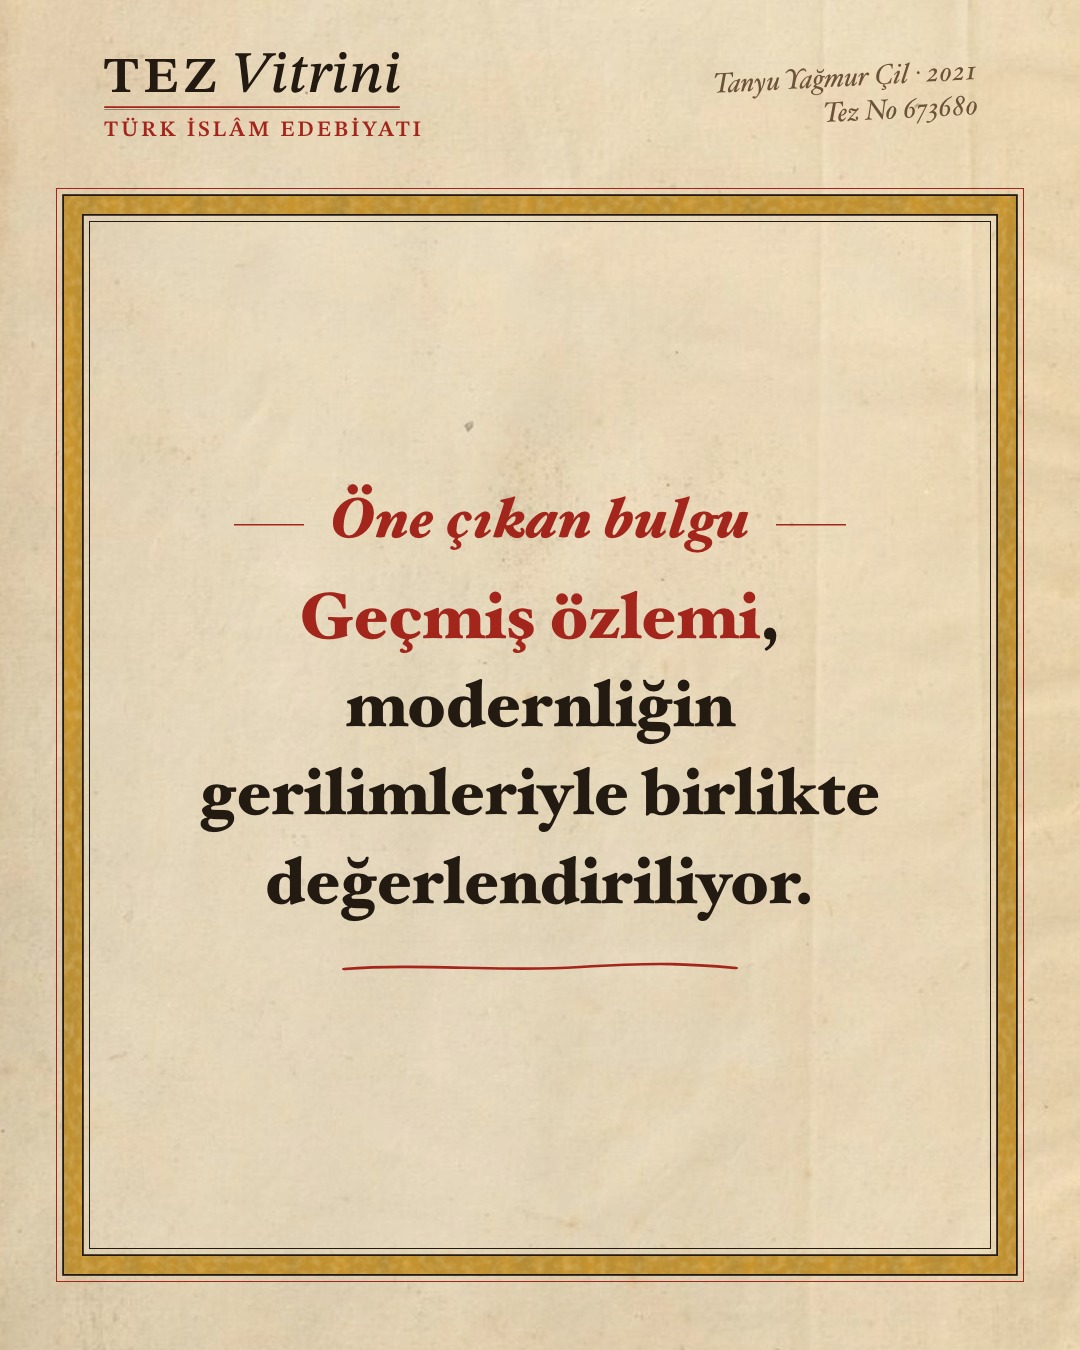 TEZ Vitrini
TÜRK İSLÂM EDEBİYATI
Tanyu Yağmur Çil · 2021
Tez No 673680
Öne çıkan bulgu
Geçmiş özlemi,
modernliğin
gerilimleriyle birlikte
değerlendiriliyor.